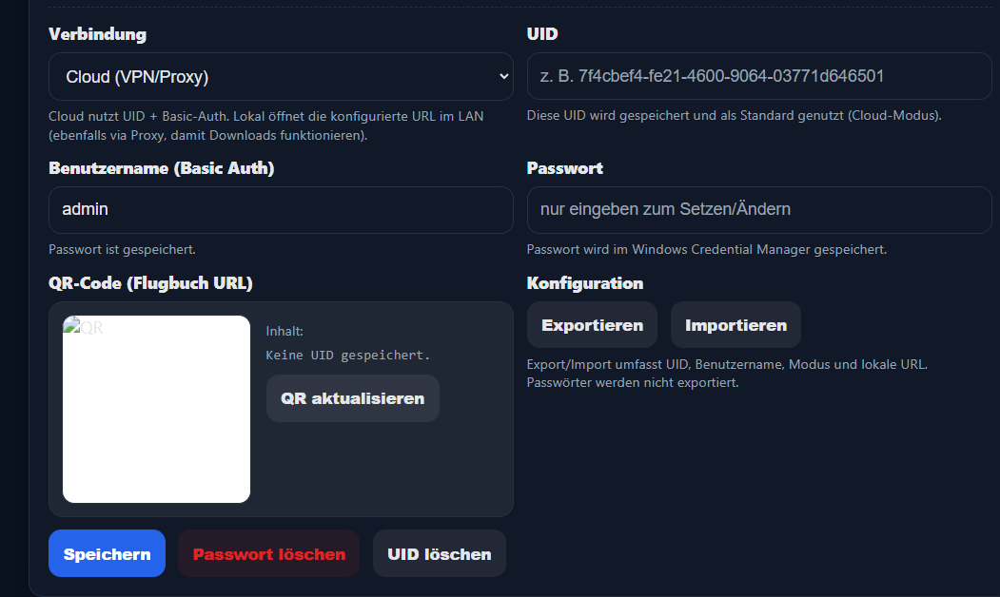 Verbindung
UID
Cloud (VPN/Proxy)
z. B. 7f4cbef4-fe21-4600-9064-03771d646501
Cloud nutzt UID + Basic-Auth. Lokal öffnet die konfigurierte URL im LAN
(ebenfalls via Proxy, damit Downloads funktionieren).
Diese UID wird gespeichert und als Standard genutzt (Cloud-Modus).
Benutzername (Basic Auth)
Passwort
admin
nur eingeben zum Setzen/Ändern
Passwort ist gespeichert.
Passwort wird im Windows Credential Manager gespeichert.
QR-Code (Flugbuch URL)
Konfiguration
QR
Inhalt:
Keine UID gespeichert.
QR aktualisieren
Exportieren
Importieren
Export/Import umfasst UID, Benutzername, Modus und lokale URL.
Passwörter werden nicht exportiert.
Speichern
Passwort löschen
UID löschen